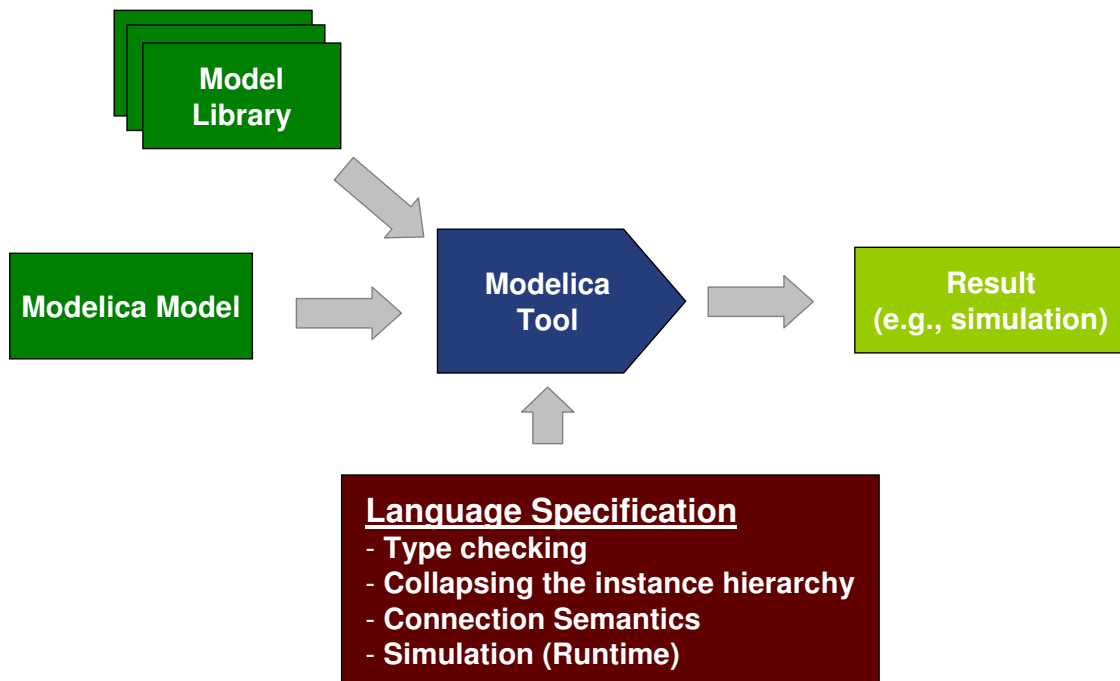 Model
Library
Modelica Model
Modelica
Tool
Result
(e.g., simulation)
Language Specification
- Type checking
- Collapsing the instance hierarchy
- Connection Semantics
- Simulation (Runtime)